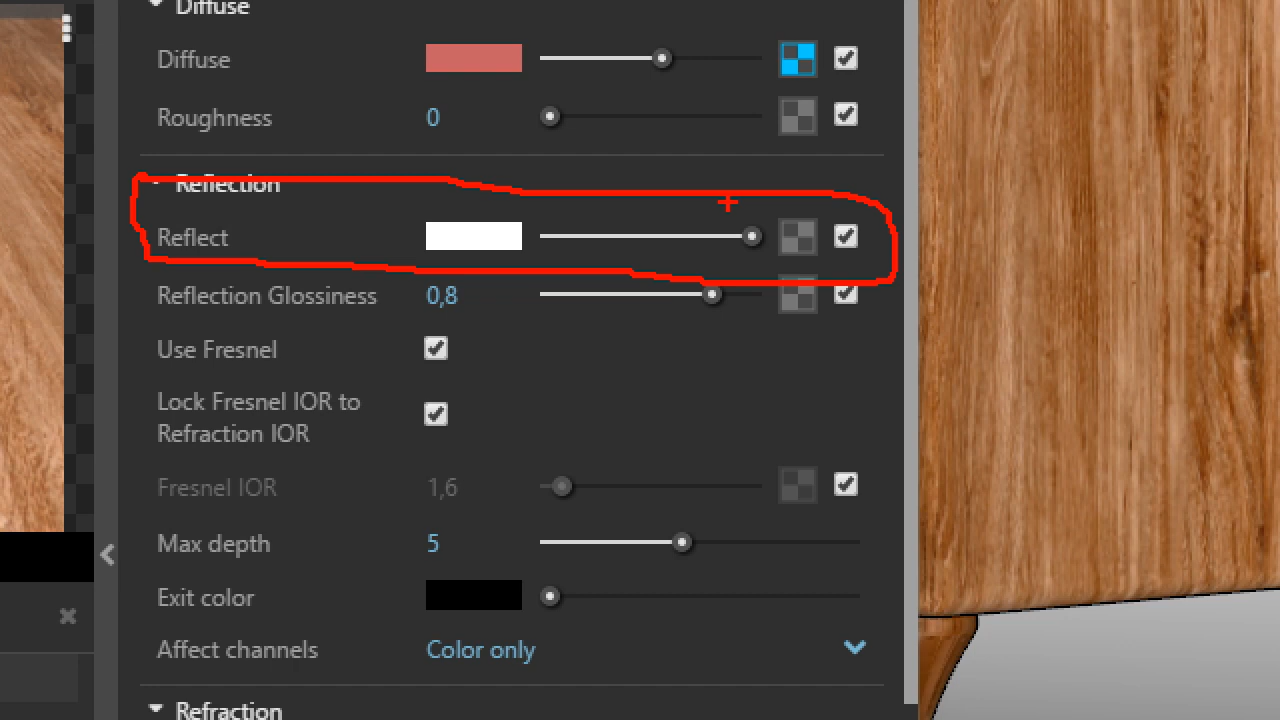 Diffuse
Diffuse
Roughness 0
Reflection
Reflect
Reflection Glossiness 0,8
Use Fresnel
Lock Fresnel IOR to
Refraction IOR
Fresnel IOR 1,6
Max depth 5
Exit color
Affect channels Color only
Refraction